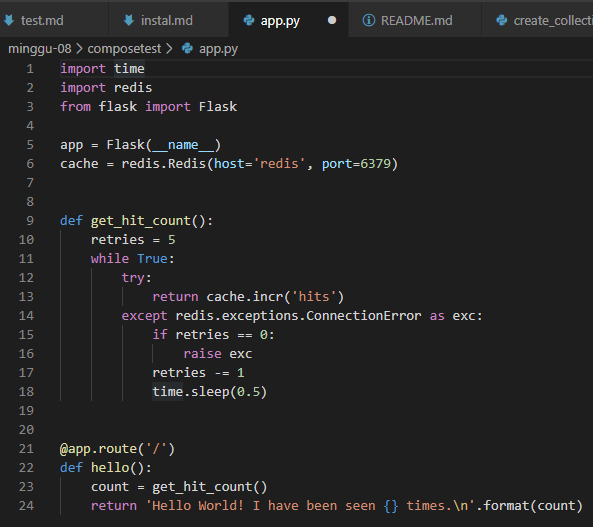 test.md instal.md app.py README.md create_collecti
minggu-08 > composetest > app.py
1 import time
2 import redis
3 from flask import Flask
4
5 app = Flask(__name__)
6 cache = redis.Redis(host='redis', port=6379)
7
8
9 def get_hit_count():
10     retries = 5
11     while True:
12         try:
13             return cache.incr('hits')
14         except redis.exceptions.ConnectionError as exc:
15             if retries == 0:
16                 raise exc
17             retries -= 1
18             time.sleep(0.5)
19
20
21 @app.route('/')
22 def hello():
23     count = get_hit_count()
24     return 'Hello World! I have been seen {} times.\n'.format(count)